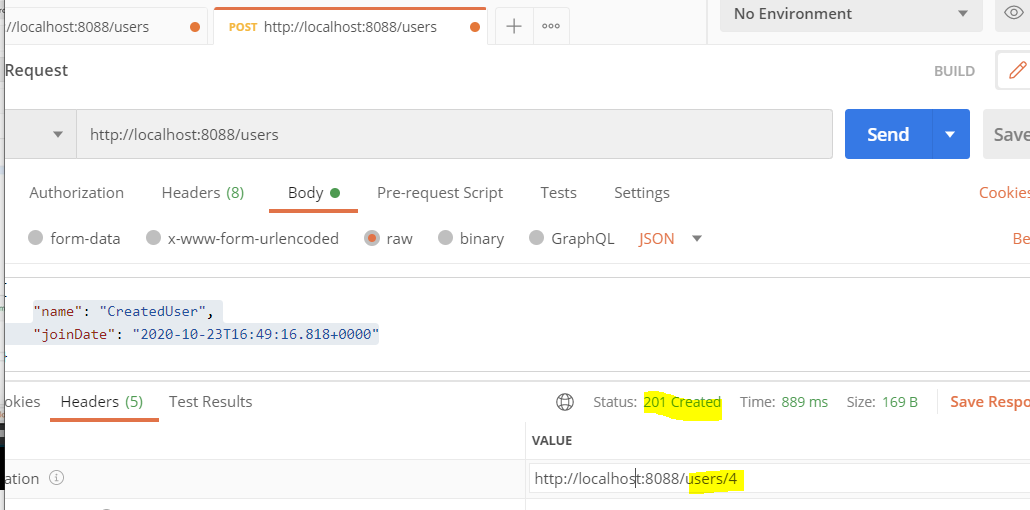 ://localhost:8088/users POST http://localhost:8088/users No Environment
Request BUILD
http://localhost:8088/users Send Save
Authorization Headers (8) Body Pre-request Script Tests Settings Cookies
form-data x-www-form-urlencoded raw binary GraphQL JSON Be
"name": "CreatedUser",
"joinDate": "2020-10-23T16:49:16.818+0000"
okies Headers (5) Test Results Status: 201 Created Time: 889 ms Size: 169 B Save Respo
VALUE
ation http://localhost:8088/users/4